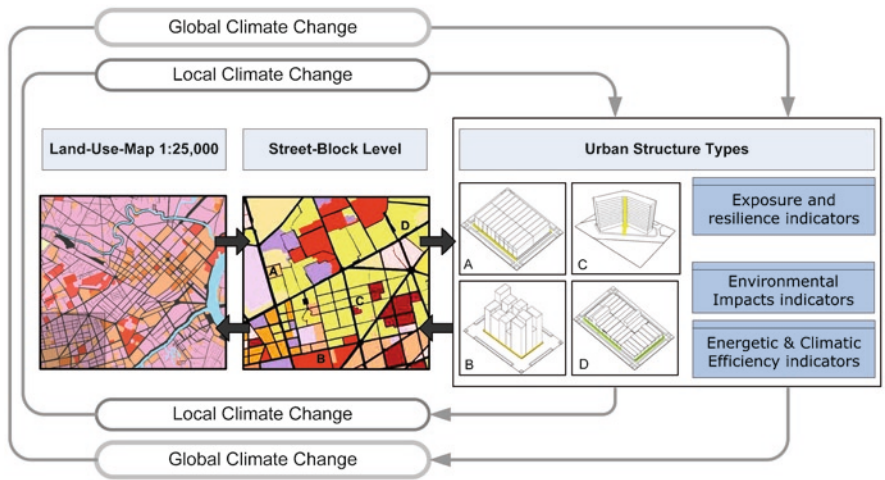 Global Climate Change
Local Climate Change
Land-Use-Map 1:25,000
Street-Block Level
Urban Structure Types
A
D
C
B
A
C
B
D
Exposure and
resilience indicators
Environmental
Impacts indicators
Energetic & Climatic
Efficiency indicators
Local Climate Change
Global Climate Change